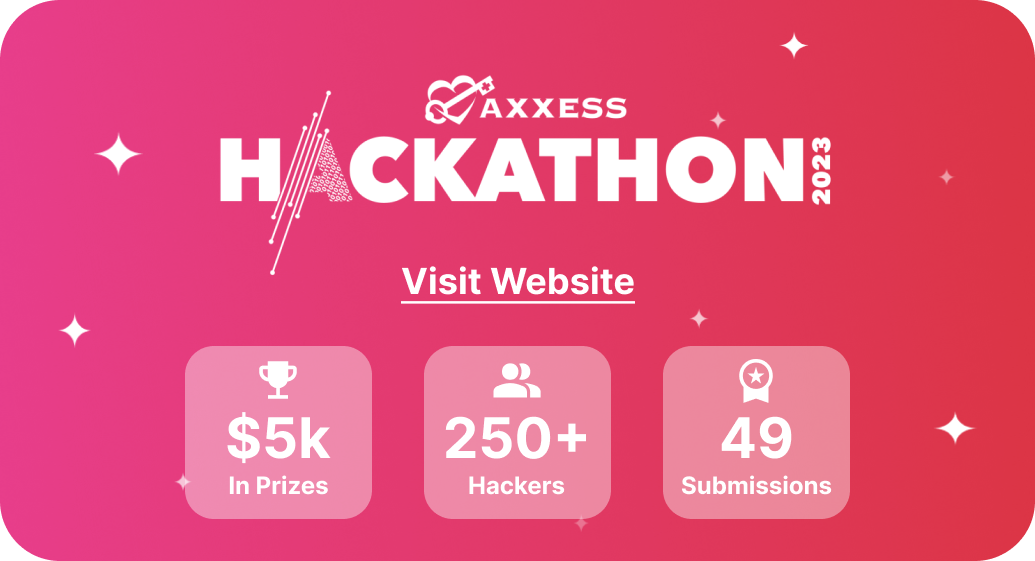 AXXESS
HACKATHON 2023
Visit Website
$5k
In Prizes
250+
Hackers
49
Submissions